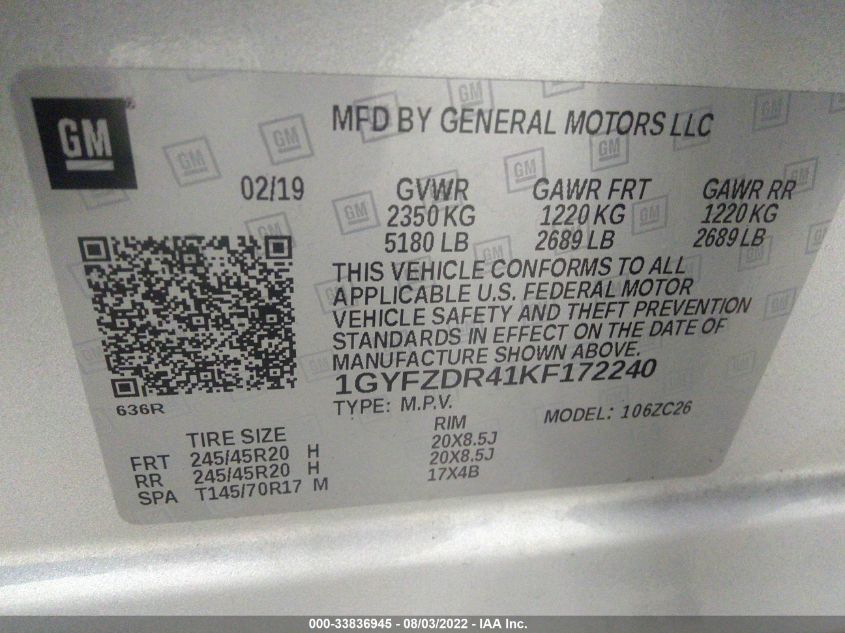 GM
MFD BY GENERAL MOTORS LLC
02/19 GVWR GAWR FRT GAWR RR
2350 KG 1220 KG 1220 KG
5180 LB 2689 LB 2689 LB
THIS VEHICLE CONFORMS TO ALL
APPLICABLE U.S. FEDERAL MOTOR
VEHICLE SAFETY AND THEFT PREVENTION
STANDARDS IN EFFECT ON THE DATE OF
MANUFACTURE SHOWN ABOVE.
1GYFZDR41KF172240
636R
TYPE: M.P.V. MODEL: 106ZC26
TIRE SIZE RIM
FRT 245/45R20 H 20X8.5J
RR 245/45R20 H 20X8.5J
SPA T145/70R17 M 17X4B
000-33836945 - 08/03/2022 - IAA Inc.